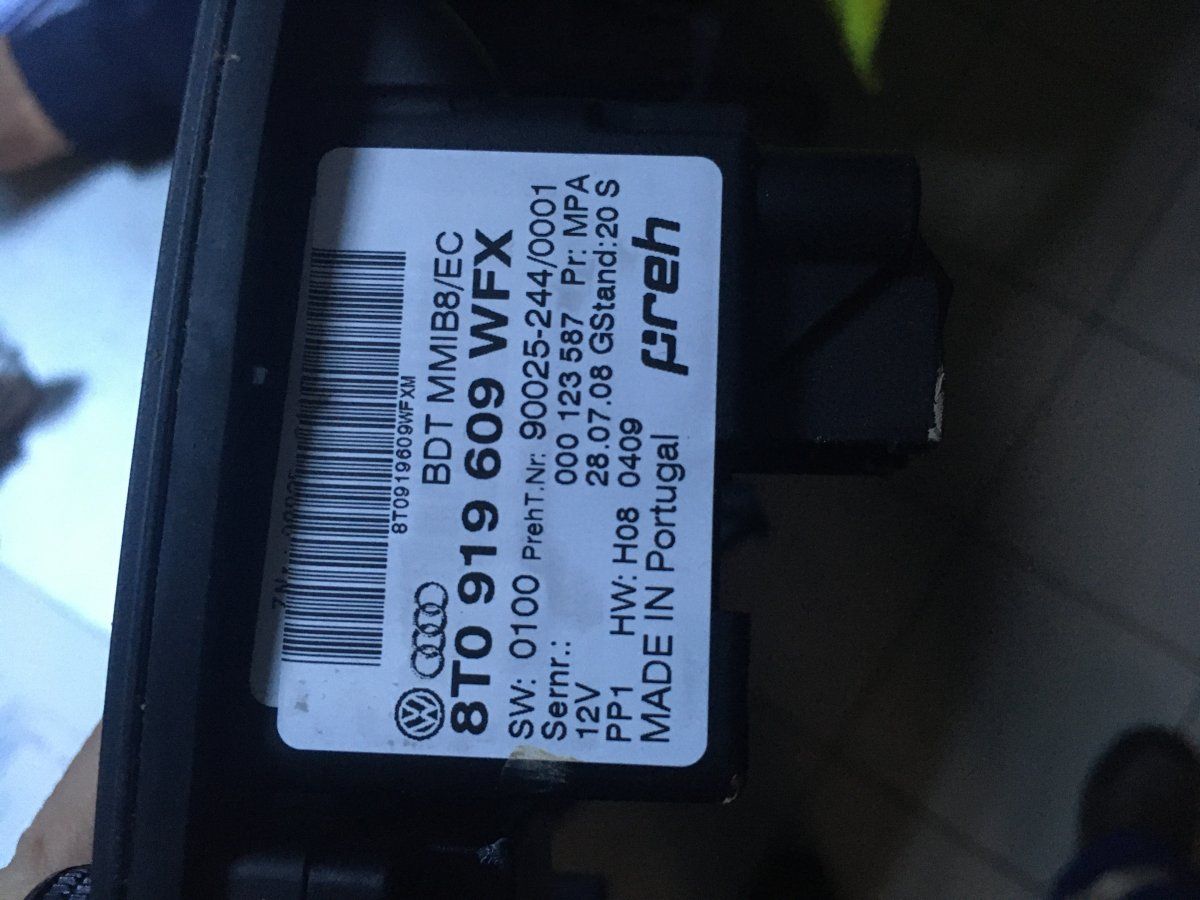 8T0919609WFXM
BDT MMIB8/EC
8T0 919 609 WFX
SW: 0100 PrehT.Nr: 90025-244/0001
Sernr.: 000 123 587 Pr: MPA
12V 28.07.08 GStand:20 S
PP1 HW: H08 0409
MADE IN Portugal preh